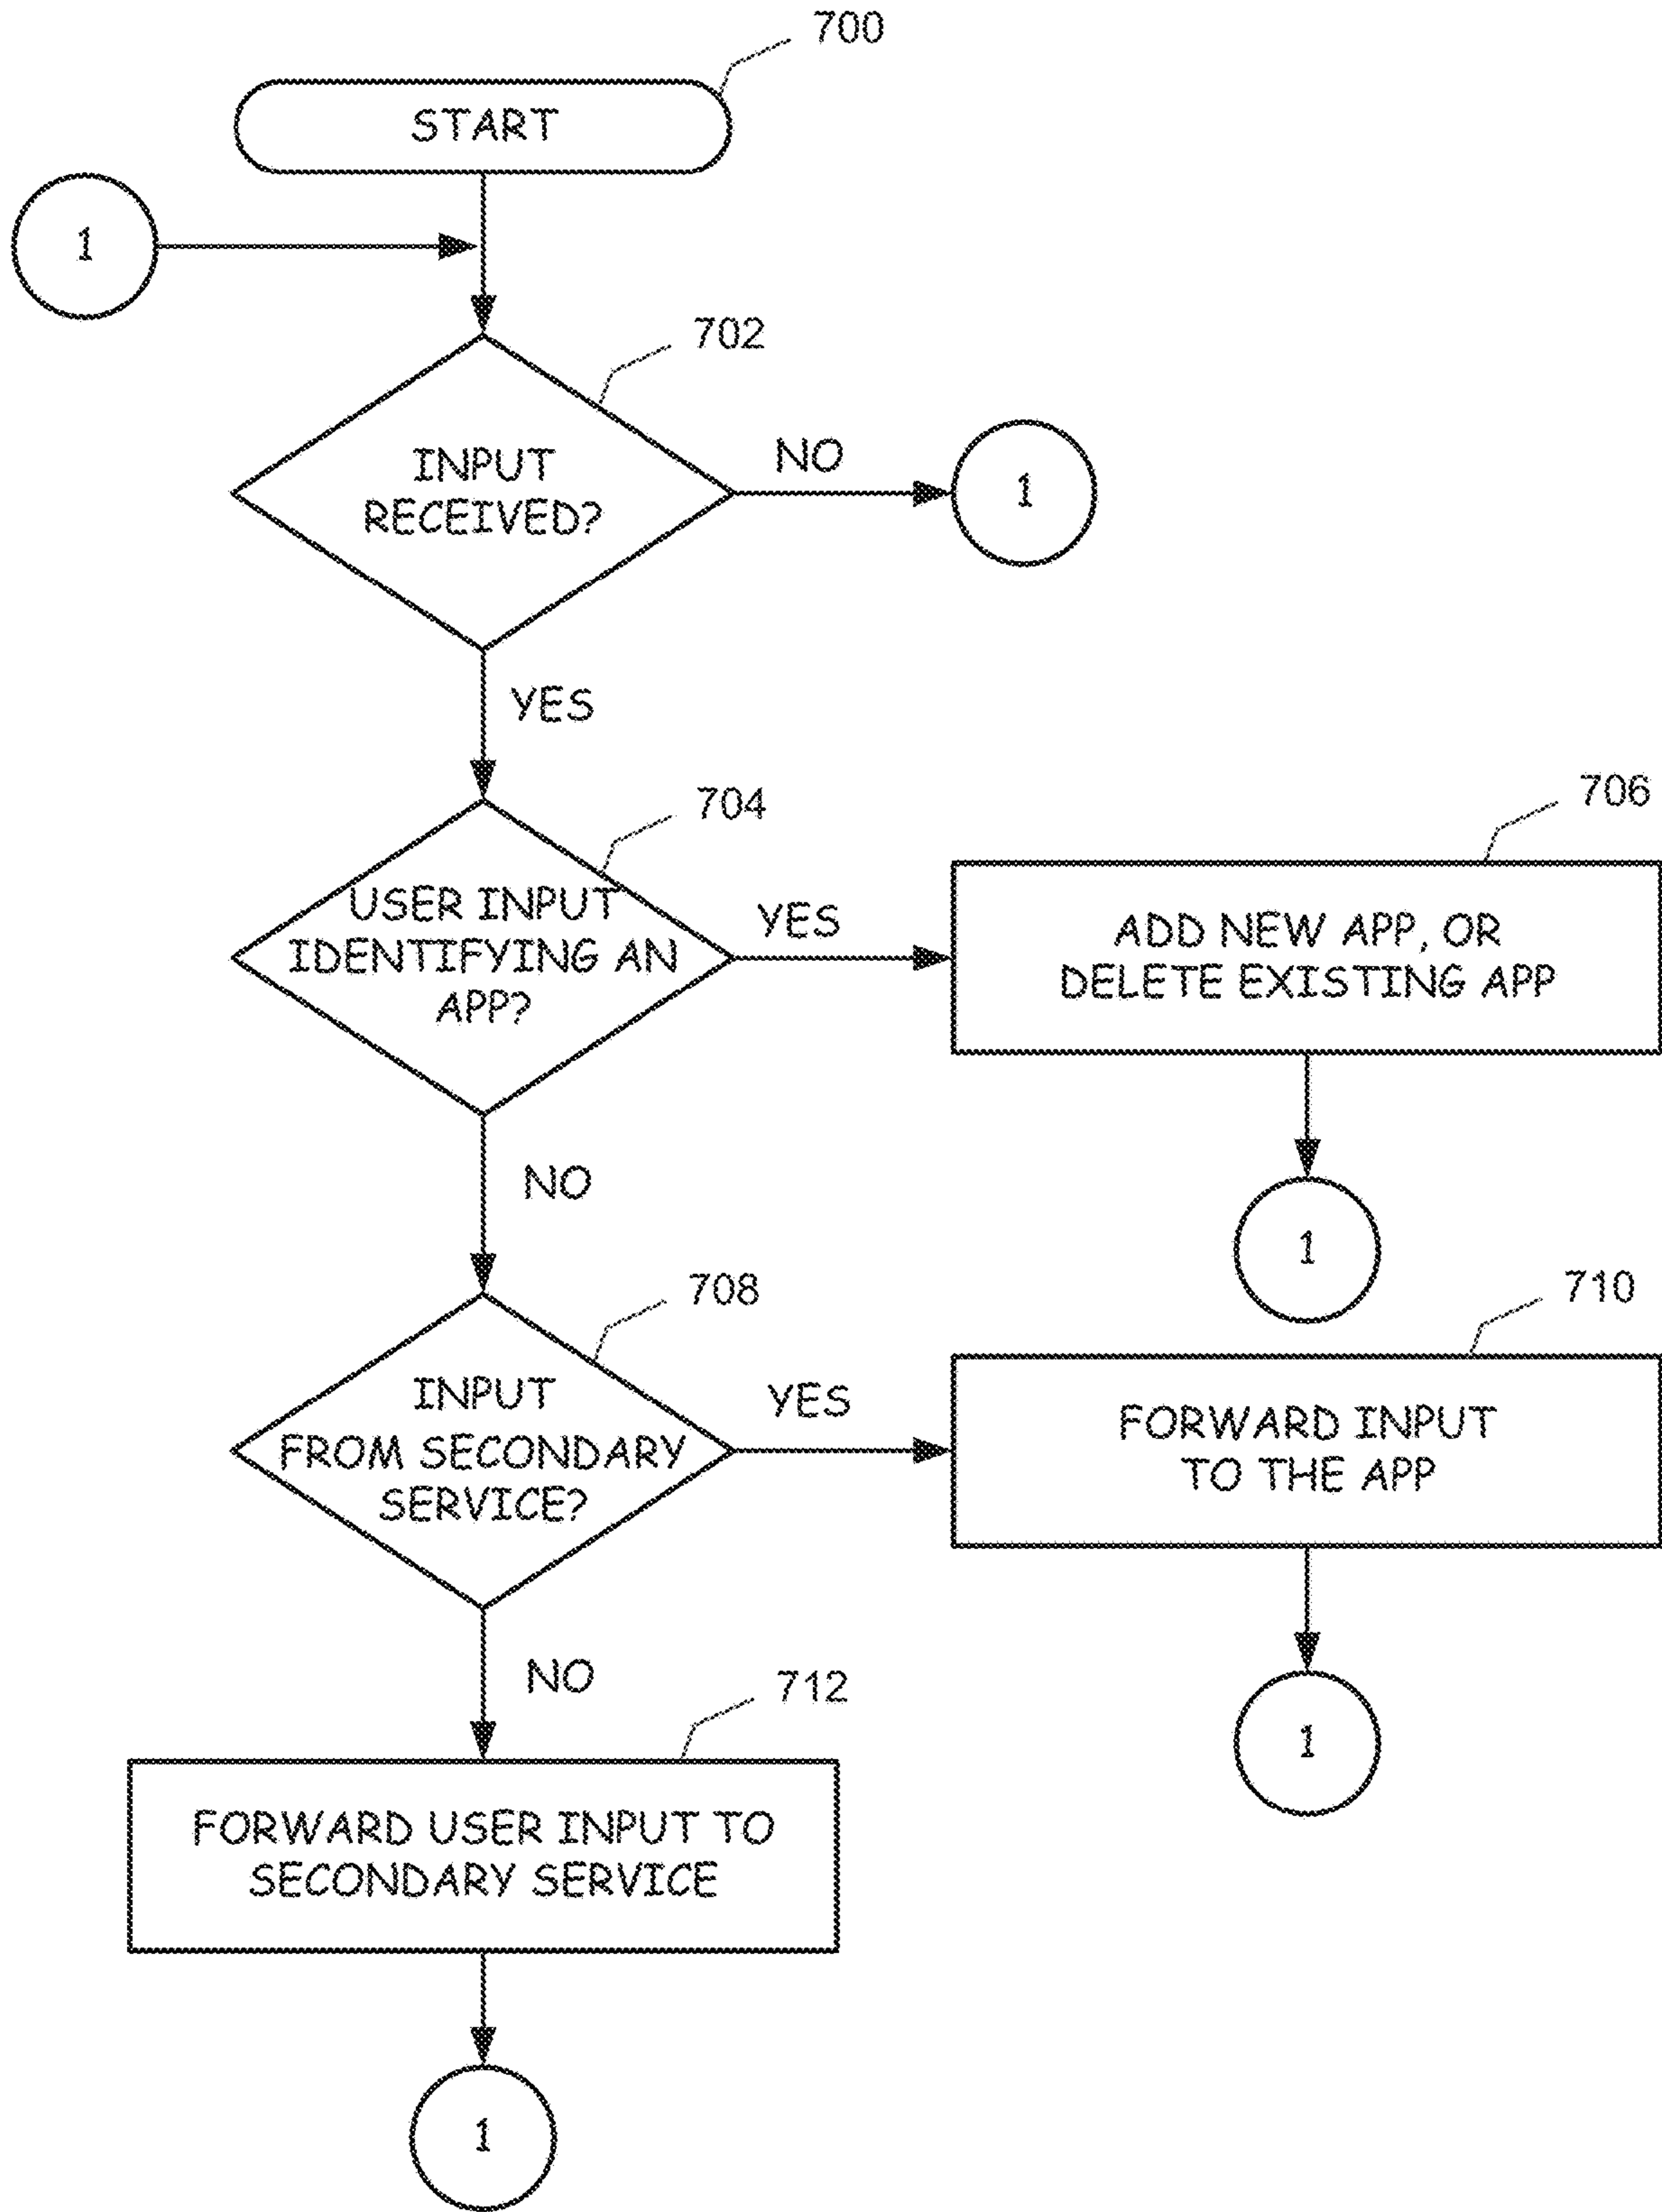 700
START
1
702
INPUT
RECEIVED?
NO
1
YES
704
USER INPUT
IDENTIFYING AN
APP?
YES
706
ADD NEW APP, OR
DELETE EXISTING APP
1
NO
708
INPUT
FROM SECONDARY
SERVICE?
YES
710
FORWARD INPUT
TO THE APP
1
NO
712
FORWARD USER INPUT TO
SECONDARY SERVICE
1